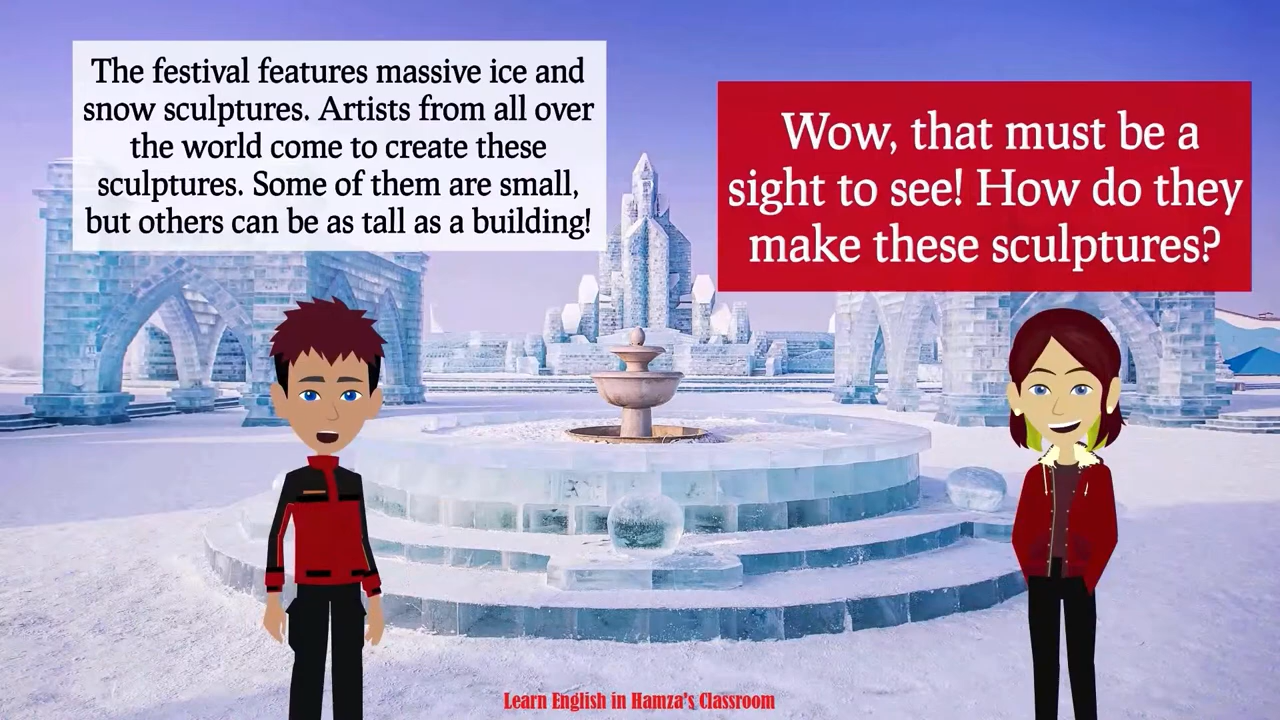 The festival features massive ice and
snow sculptures. Artists from all over
the world come to create these
sculptures. Some of them are small,
but others can be as tall as a building!
Wow, that must be a
sight to see! How do they
make these sculptures?
Learn English in Hamza's Classroom